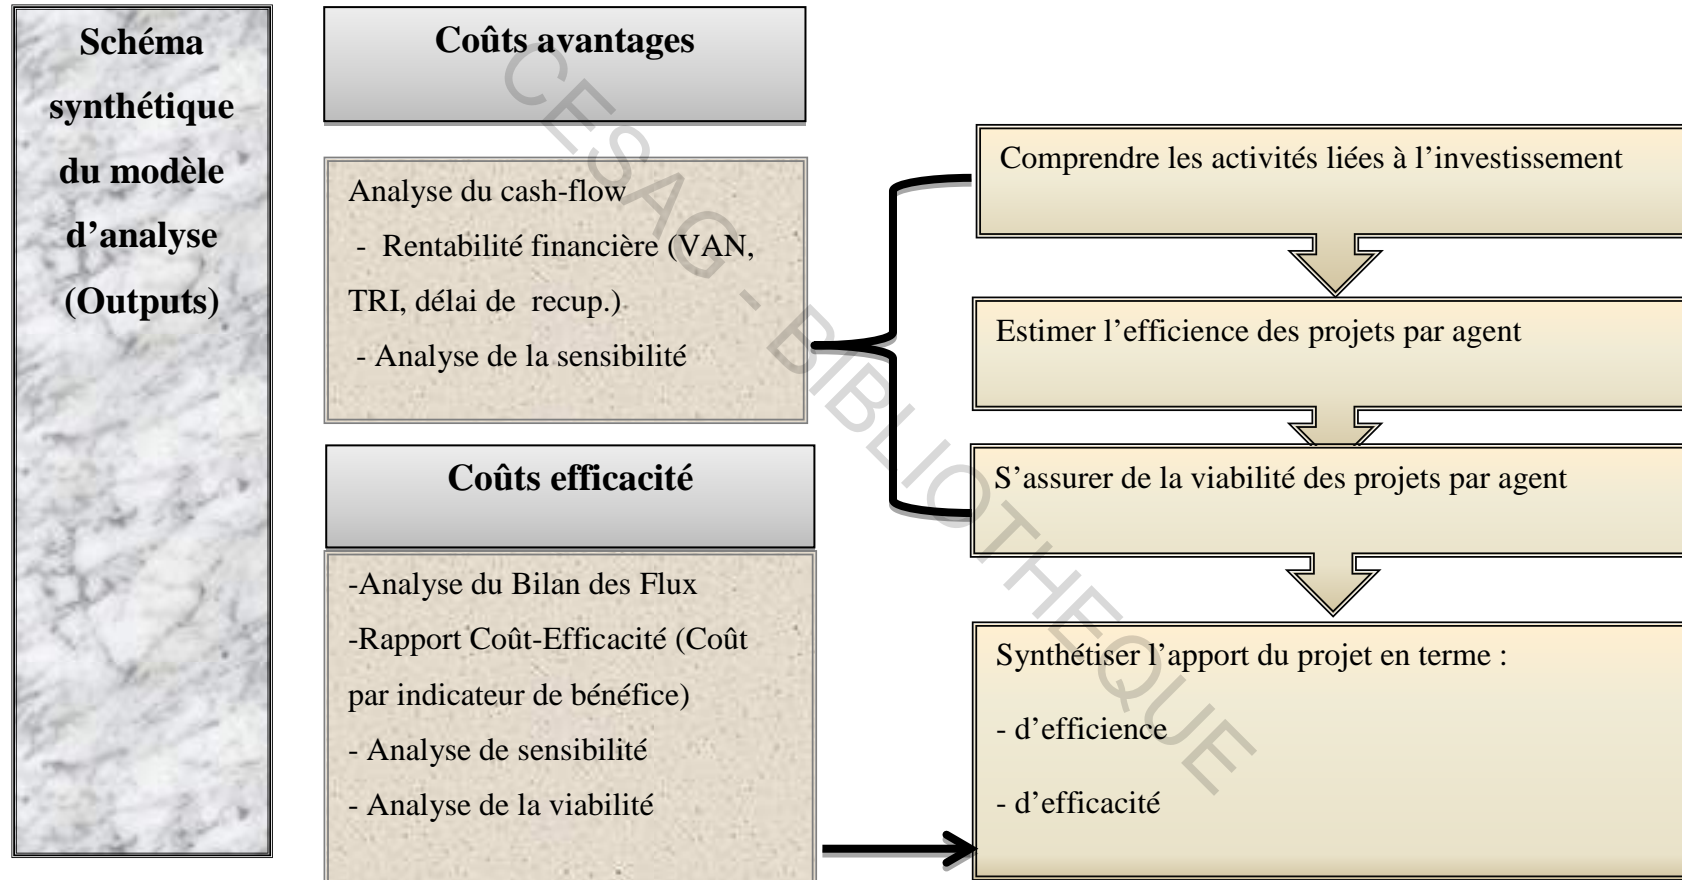 Schéma
synthétique
du modèle
d’analyse
(Outputs)
Coûts avantages
Analyse du cash-flow
- Rentabilité financière (VAN,
TRI, délai de recup.)
- Analyse de la sensibilité
Coûts efficacité
-Analyse du Bilan des Flux
-Rapport Coût-Efficacité (Coût
par indicateur de bénéfice)
- Analyse de sensibilité
- Analyse de la viabilité
Comprendre les activités liées à l’investissement
Estimer l’efficience des projets par agent
S’assurer de la viabilité des projets par agent
Synthétiser l’apport du projet en terme :
- d’efficience
- d’efficacité
CESAG - BIBLIOTHEQUE